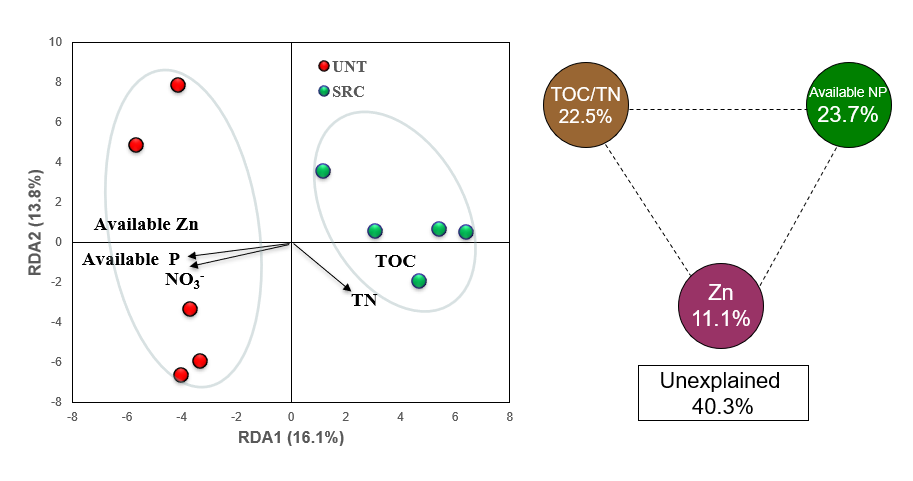 10
8
6
4
2
0
-2
-4
-6
-8
RDA2 (13.8%)
UNT
SRC
Available Zn
Available P
NO3-
TOC
TN
-8
-6
-4
-2
0
2
4
6
8
RDA1 (16.1%)
TOC/TN
22.5%
Available NP
23.7%
Zn
11.1%
Unexplained
40.3%